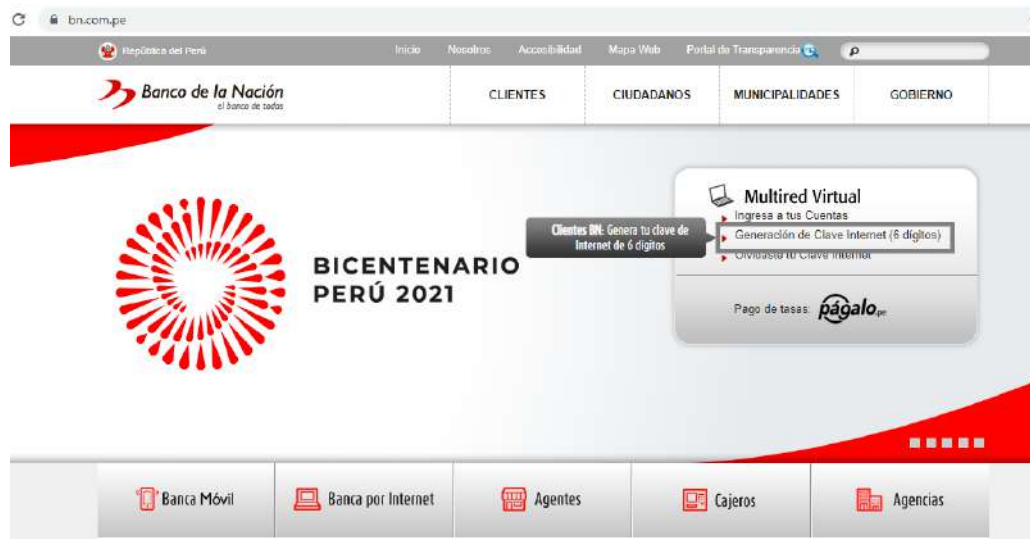 bn.com.pe
República del Perú
Inicio Nosotros Accesibilidad Mapa Web Portal de Transparencia
Banco de la Nación
el banco de todos
CLIENTES CIUDADANOS MUNICIPALIDADES GOBIERNO
Multired Virtual
Ingresa a tus Cuentas
Clientes BN: Genera tu clave de
Internet de 6 dígitos
Generación de Clave Internet (6 dígitos)
Olvidaste tu Clave Internet
BICENTENARIO
PERÚ 2021
Pago de tasas: págalo.pe
Banca Móvil Banca por Internet Agentes Cajeros Agencias